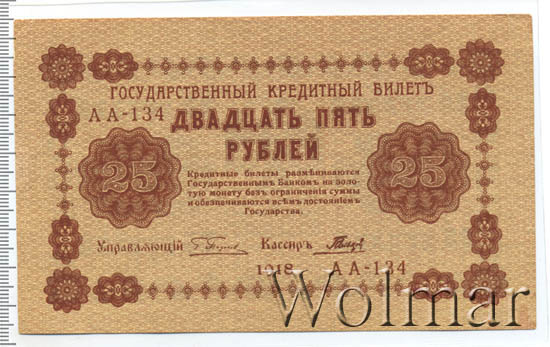 ГОСУДАРСТВЕННЫЙ КРЕДИТНЫЙ БИЛЕТЪ
АА-134
ДВАДЦАТЬ ПЯТЬ
РУБЛЕЙ
25
25
Кредитные билеты размѣниваются
Государственнымъ Банкомъ на золо-
тую монету безъ ограниченія суммы
и обезпечиваются всѣмъ достояніемъ
Государства.
Управляющій
Кассиръ
1918
АА-134
Wolmar